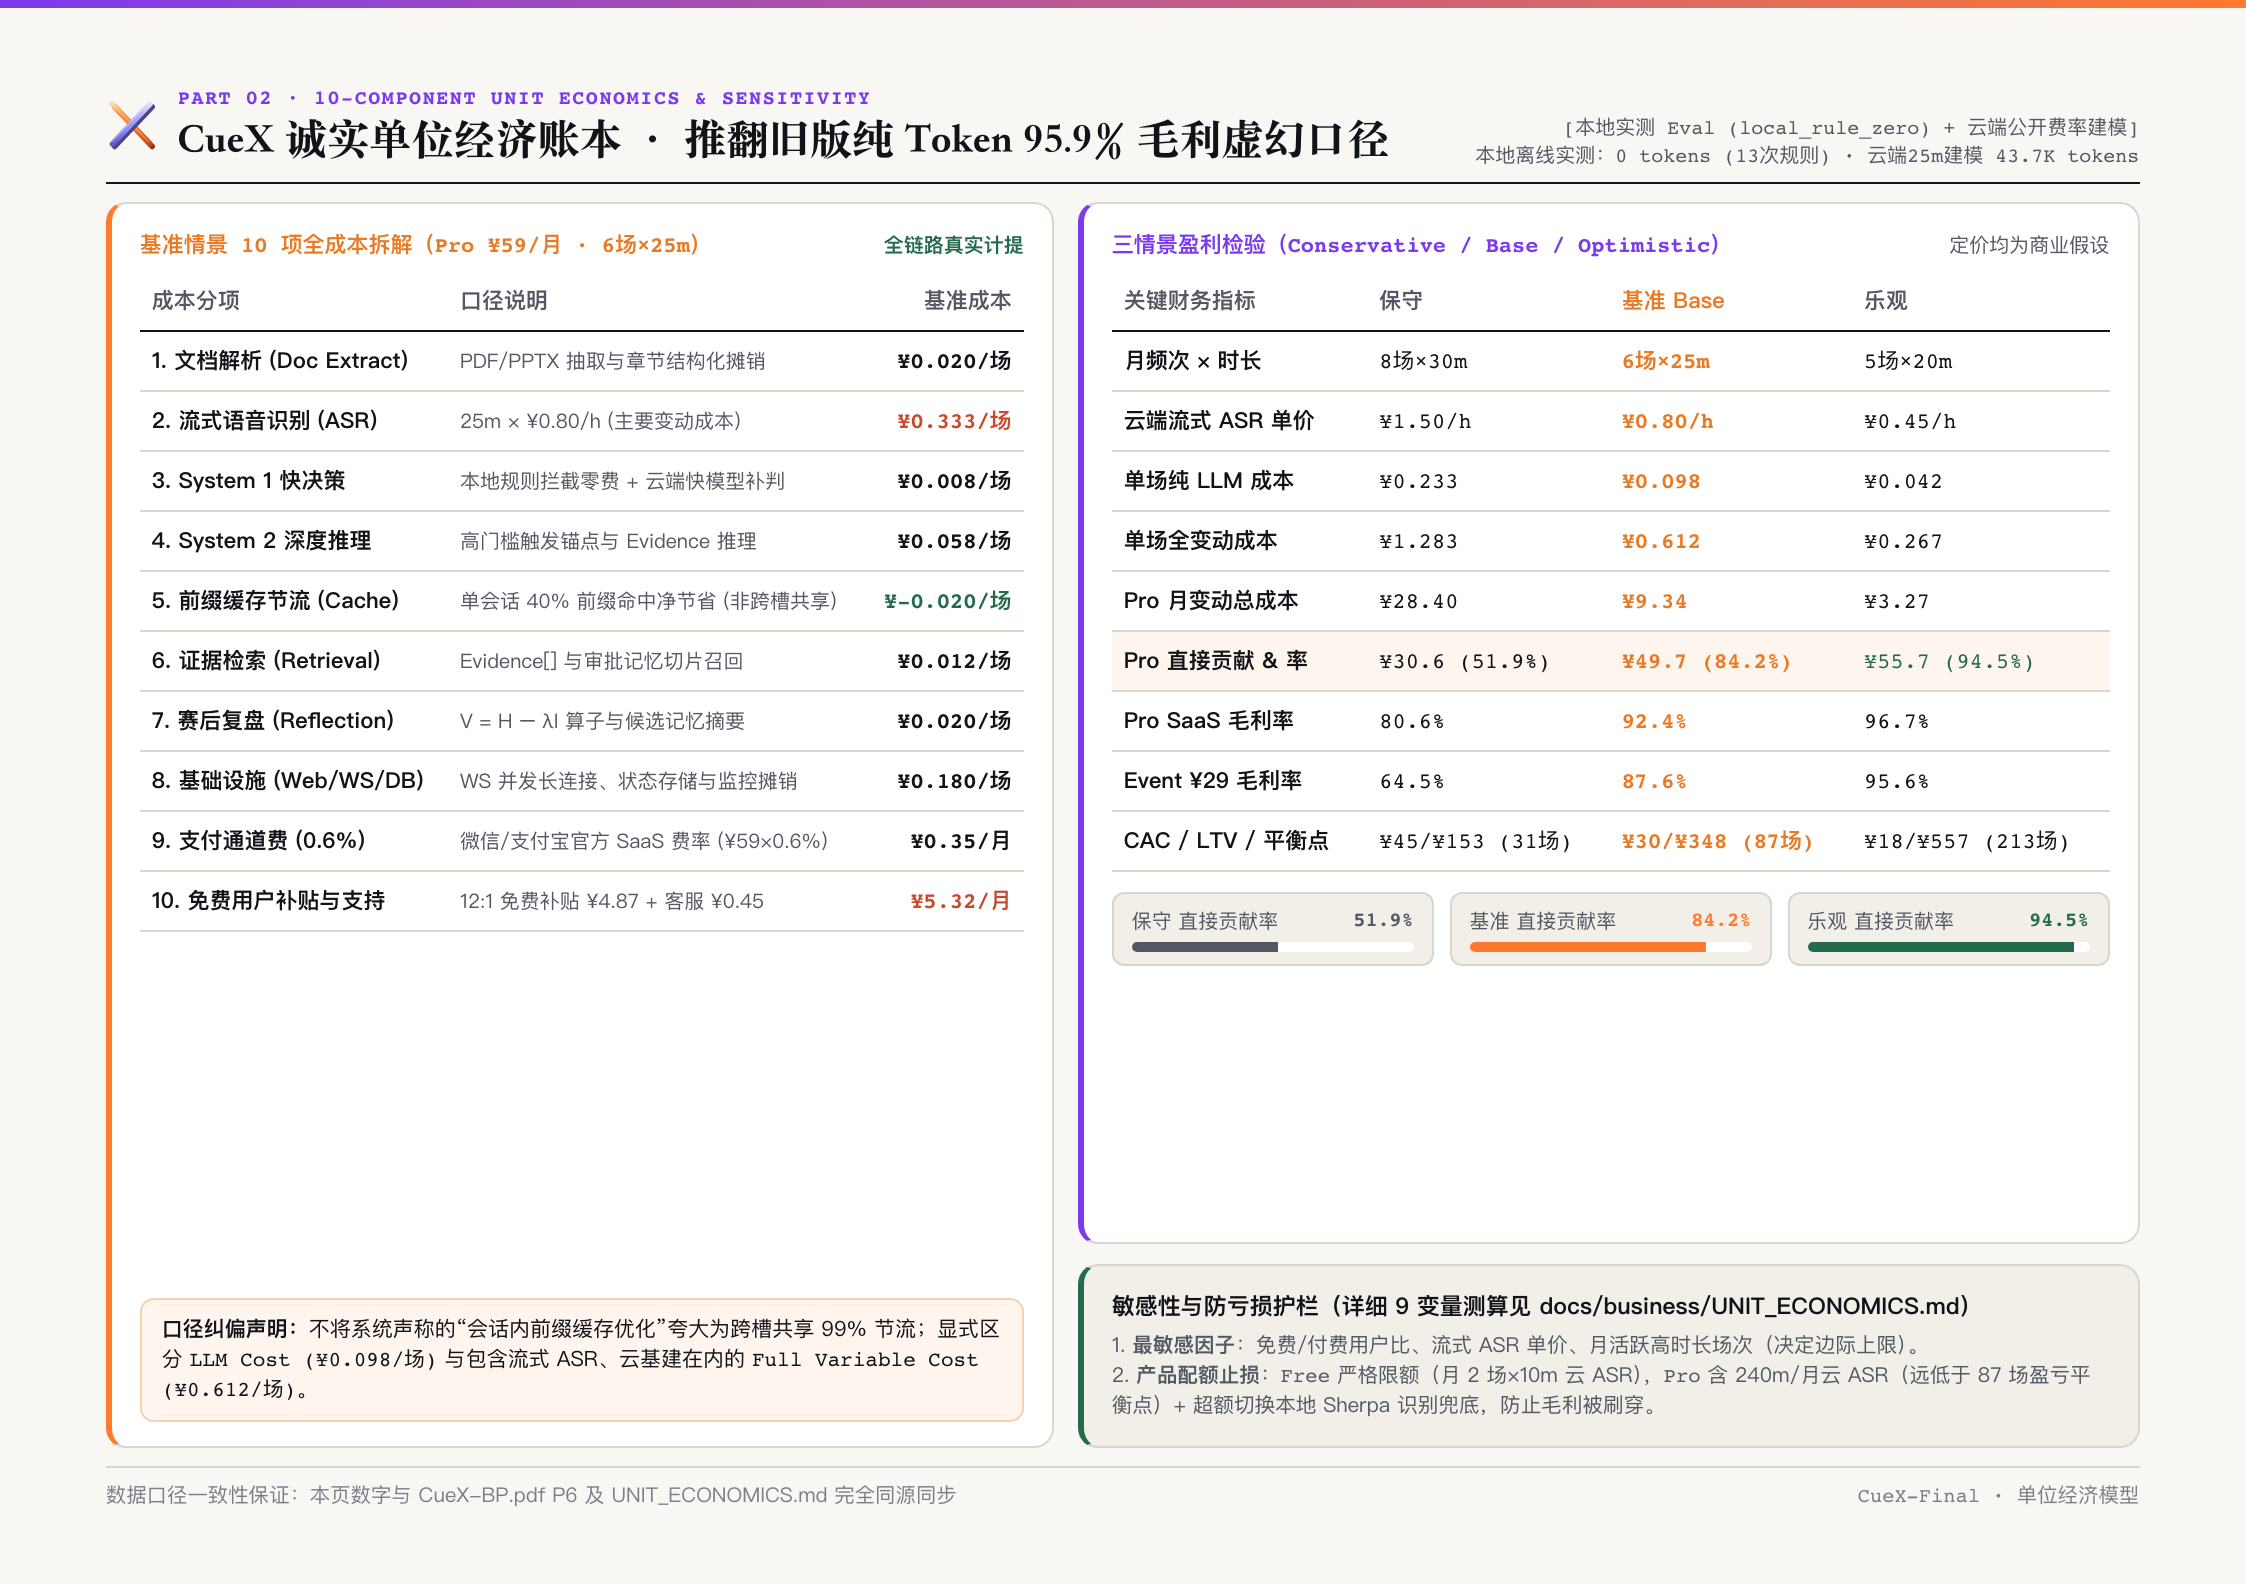 PART 02 · 10-COMPONENT UNIT ECONOMICS & SENSITIVITY
CueX 诚实单位经济账本 · 推翻旧版纯 Token 95.9% 毛利虚幻口径
[本地实测 Eval (local_rule_zero) + 云端公开费率建模]
本地离线实测：0 tokens (13次规则) · 云端25m建模 43.7K tokens
基准情景 10 项全成本拆解（Pro ¥59/月 · 6场×25m） 全链路真实计提
成本分项 口径说明 基准成本
1. 文档解析 (Doc Extract) PDF/PPTX 抽取与章节结构化摊销 ¥0.020/场
2. 流式语音识别 (ASR) 25m × ¥0.80/h (主要变动成本) ¥0.333/场
3. System 1 快决策 本地规则拦截零费 + 云端快模型补判 ¥0.008/场
4. System 2 深度推理 高门槛触发锚点与 Evidence 推理 ¥0.058/场
5. 前缀缓存节流 (Cache) 单会话 40% 前缀命中净节省 (非跨槽共享) ¥-0.020/场
6. 证据检索 (Retrieval) Evidence[] 与审批记忆切片召回 ¥0.012/场
7. 赛后复盘 (Reflection) V = H − λI 算子与候选记忆摘要 ¥0.020/场
8. 基础设施 (Web/WS/DB) WS 并发长连接、状态存储与监控摊销 ¥0.180/场
9. 支付通道费 (0.6%) 微信/支付宝官方 SaaS 费率 (¥59×0.6%) ¥0.35/月
10. 免费用户补贴与支持 12:1 免费补贴 ¥4.87 + 客服 ¥0.45 ¥5.32/月
口径纠偏声明：不将系统声称的“会话内前缀缓存优化”夸大为跨槽共享 99% 节流；显式区
分 LLM Cost (¥0.098/场) 与包含流式 ASR、云基建在内的 Full Variable Cost
(¥0.612/场)。
三情景盈利检验（Conservative / Base / Optimistic） 定价均为商业假设
关键财务指标 保守 基准 Base 乐观
月频次 × 时长 8场×30m 6场×25m 5场×20m
云端流式 ASR 单价 ¥1.50/h ¥0.80/h ¥0.45/h
单场纯 LLM 成本 ¥0.233 ¥0.098 ¥0.042
单场全变动成本 ¥1.283 ¥0.612 ¥0.267
Pro 月变动总成本 ¥28.40 ¥9.34 ¥3.27
Pro 直接贡献 & 率 ¥30.6 (51.9%) ¥49.7 (84.2%) ¥55.7 (94.5%)
Pro SaaS 毛利率 80.6% 92.4% 96.7%
Event ¥29 毛利率 64.5% 87.6% 95.6%
CAC / LTV / 平衡点 ¥45/¥153 (31场) ¥30/¥348 (87场) ¥18/¥557 (213场)
保守 直接贡献率 51.9% 基准 直接贡献率 84.2% 乐观 直接贡献率 94.5%
敏感性与防亏损护栏（详细 9 变量测算见 docs/business/UNIT_ECONOMICS.md）
1. 最敏感因子：免费/付费用户比、流式 ASR 单价、月活跃高时长场次（决定边际上限）。
2. 产品配额止损：Free 严格限额（月 2 场×10m 云 ASR），Pro 含 240m/月云 ASR（远低于 87 场盈亏平
衡点）+ 超额切换本地 Sherpa 识别兜底，防止毛利被刷穿。
数据口径一致性保证：本页数字与 CueX-BP.pdf P6 及 UNIT_ECONOMICS.md 完全同源同步
CueX-Final · 单位经济模型